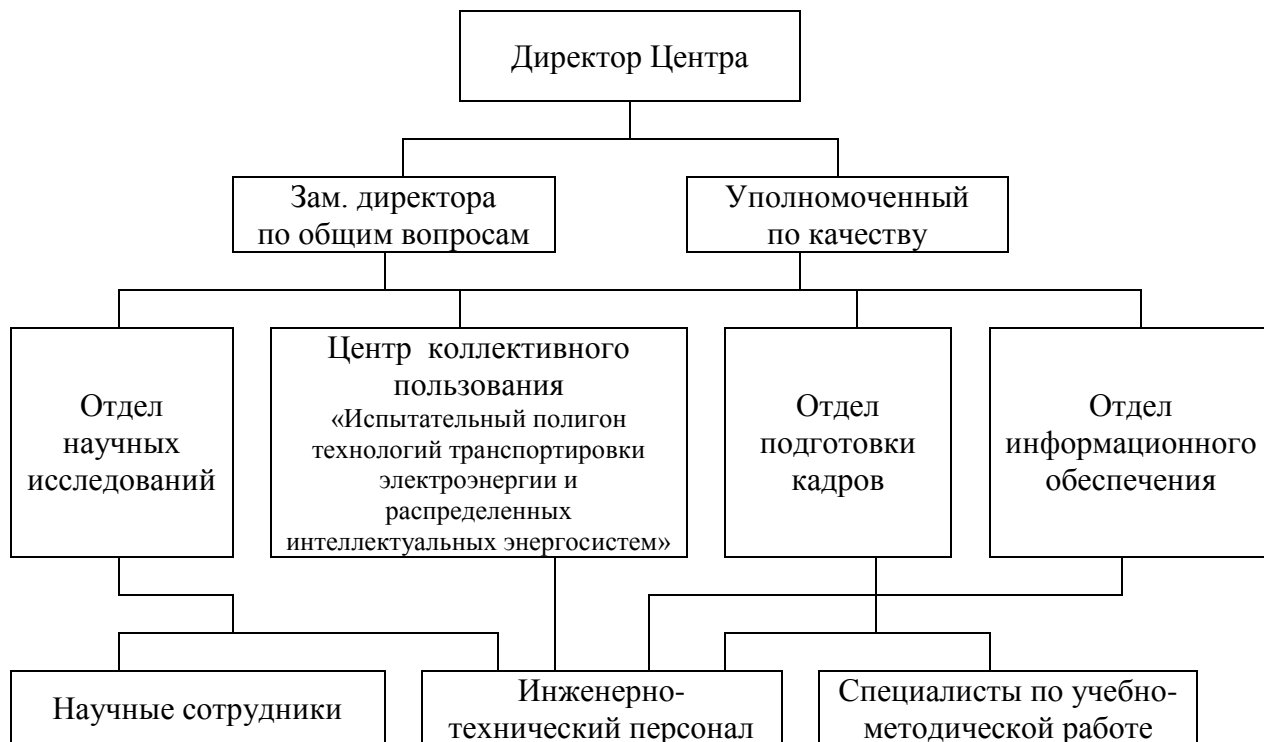 Директор Центра
Зам. директора
по общим вопросам
Уполномоченный
по качеству
Отдел
научных
исследований
Центр коллективного
пользования
«Испытательный полигон
технологий транспортировки
электроэнергии и
распределенных
интеллектуальных энергосистем»
Отдел
подготовки
кадров
Отдел
информационного
обеспечения
Научные сотрудники
Инженерно-
технический персонал
Специалисты по учебно-
методической работе